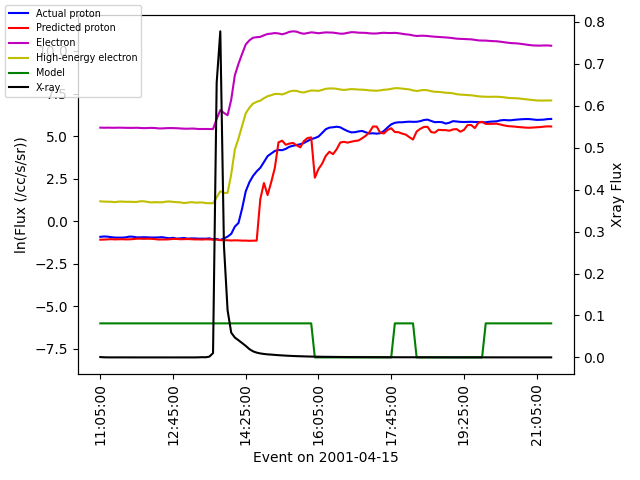 Actual proton
Predicted proton
Electron
High-energy electron
Model
X-ray
10.0
7.5
5.0
2.5
0.0
−2.5
−5.0
−7.5
ln(Flux (/cc/s/sr))
0.8
0.7
0.6
0.5
0.4
0.3
0.2
0.1
0.0
Xray Flux
11:05:00
12:45:00
14:25:00
16:05:00
17:45:00
19:25:00
21:05:00
Event on 2001-04-15